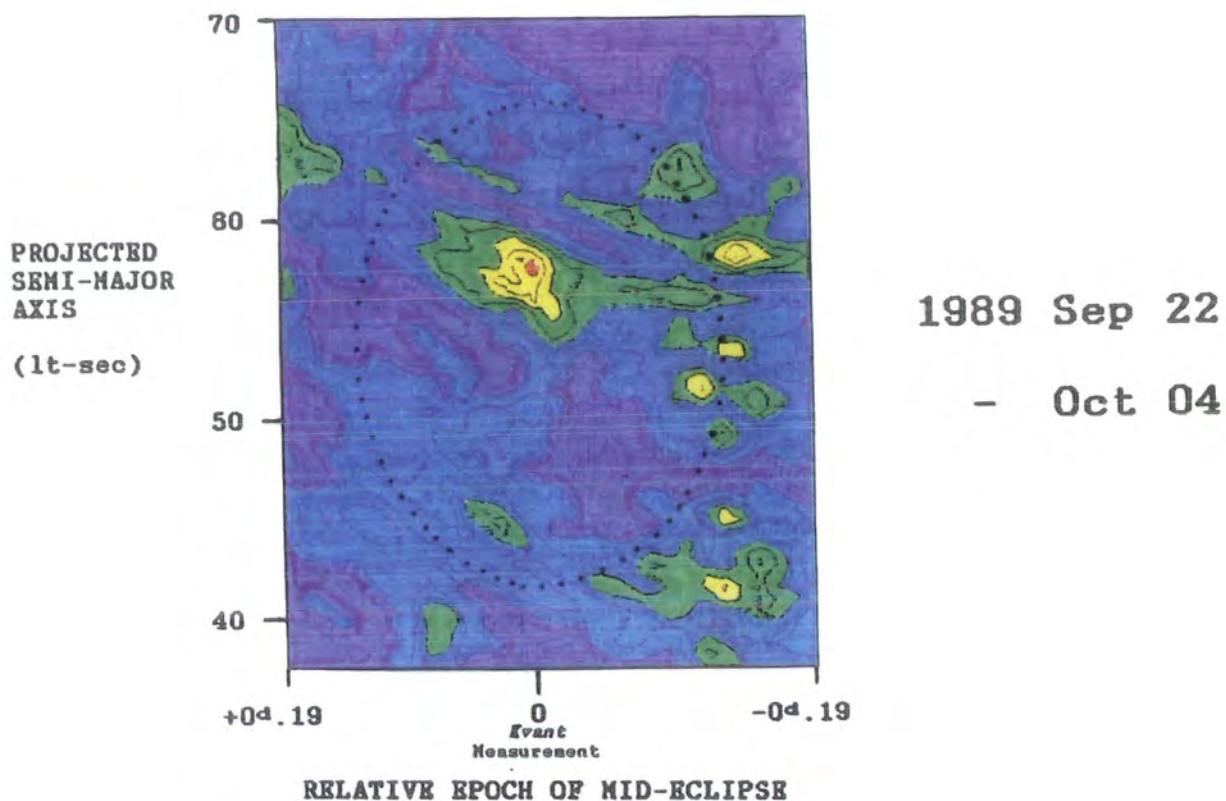 70
60
50
40
PROJECTED
SEMI-MAJOR
AXIS
(lt-sec)
1989 Sep 22
- Oct 04
+0d.19
0
-0d.19
Evans
Measurement
RELATIVE EPOCH OF MID-ECLIPSE